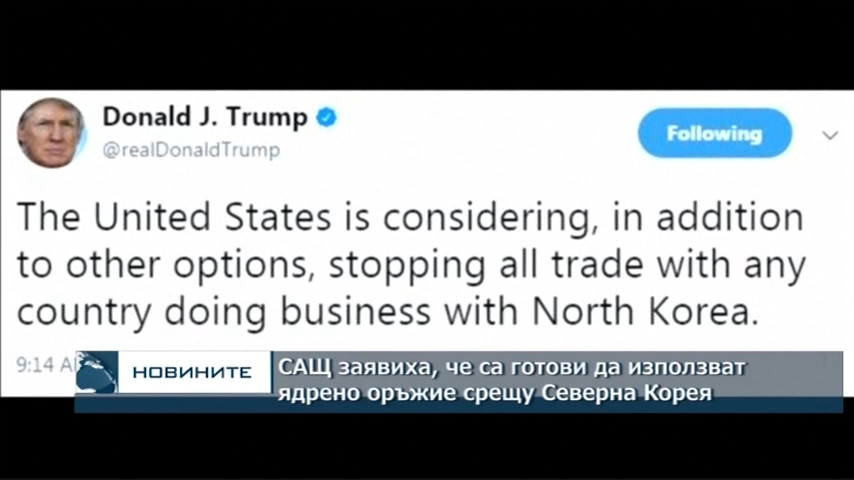 Donald J. Trump
@realDonaldTrump
Following
The United States is considering, in addition
to other options, stopping all trade with any
country doing business with North Korea.
9:14
НОВИНИТЕ
САЩ заявиха, че са готови да използват
ядрено оръжие срещу Северна Корея